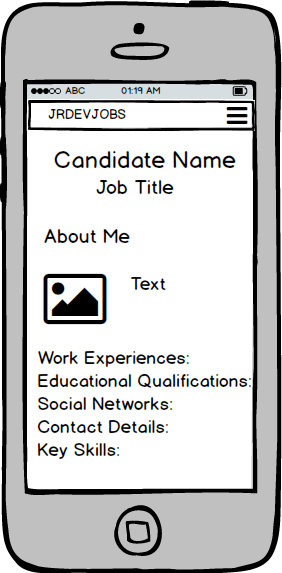 ABC 01:19 AM
JRDEVJOBS
Candidate Name
Job Title
About Me
Text
Work Experiences:
Educational Qualifications:
Social Networks:
Contact Details:
Key Skills: